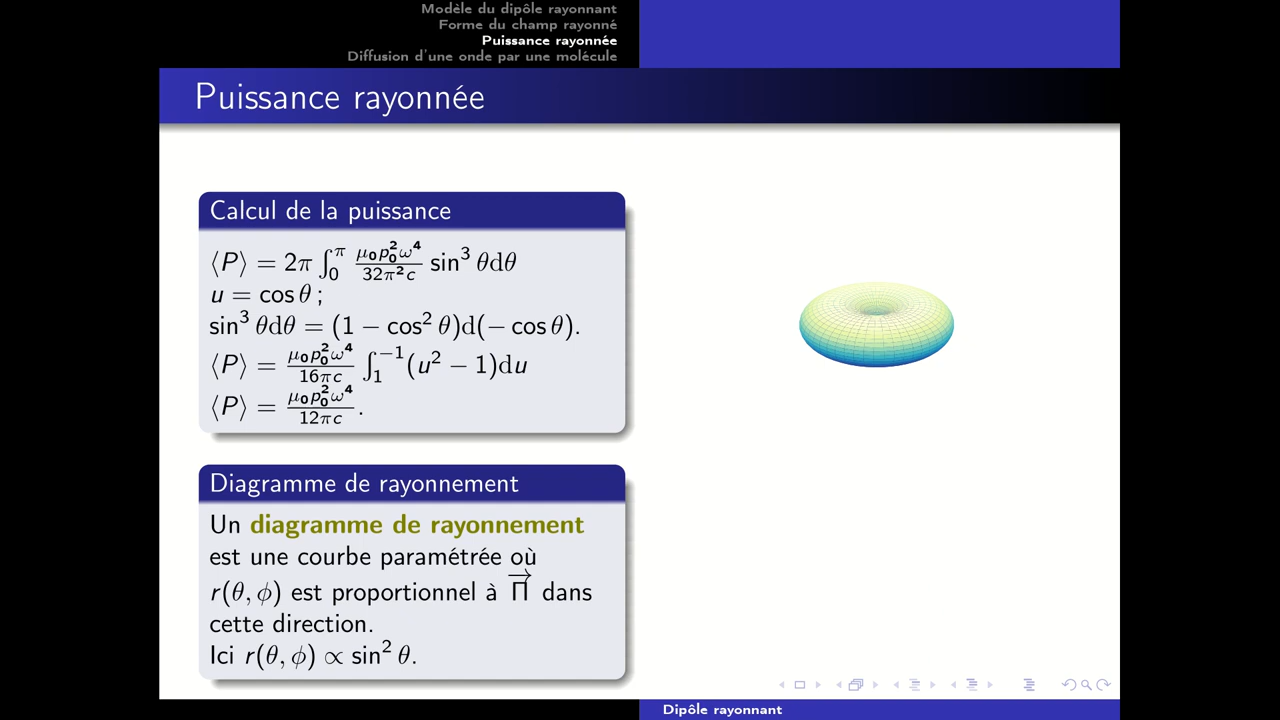 Modèle du dipôle rayonnant
Forme du champ rayonné
Puissance rayonnée
Diffusion d'une onde par une molécule
Puissance rayonnée
Calcul de la puissance
⟨P⟩ = 2π ∫₀^π (μ₀p₀²ω⁴)/(32π²c) sin³ θdθ
u = cos θ ;
sin³ θdθ = (1 − cos² θ)d(− cos θ).
⟨P⟩ = (μ₀p₀²ω⁴)/(16πc) ∫₁^−1 (u² − 1)du
⟨P⟩ = (μ₀p₀²ω⁴)/(12πc) .
Diagramme de rayonnement
Un diagramme de rayonnement
est une courbe paramétrée où
r(θ, ϕ) est proportionnel à Π⃗ dans
cette direction.
Ici r(θ, ϕ) ∝ sin² θ.
Dipôle rayonnant